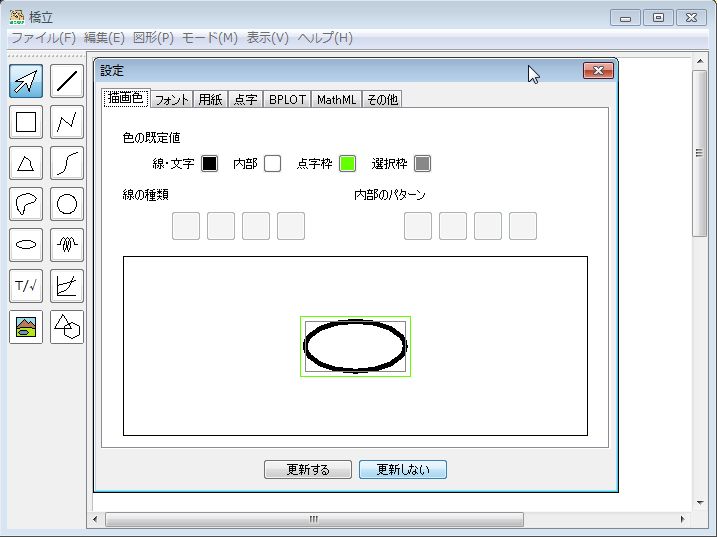 橋立
ファイル(F) 編集(E) 図形(P) モード(M) 表示(V) ヘルプ(H)
設定
描画色 フォント 用紙 点字 BPLOT MathML その他
色の既定値
線・文字 内部 点字枠 選択枠
線の種類 内部のパターン
T/√
更新する 更新しない